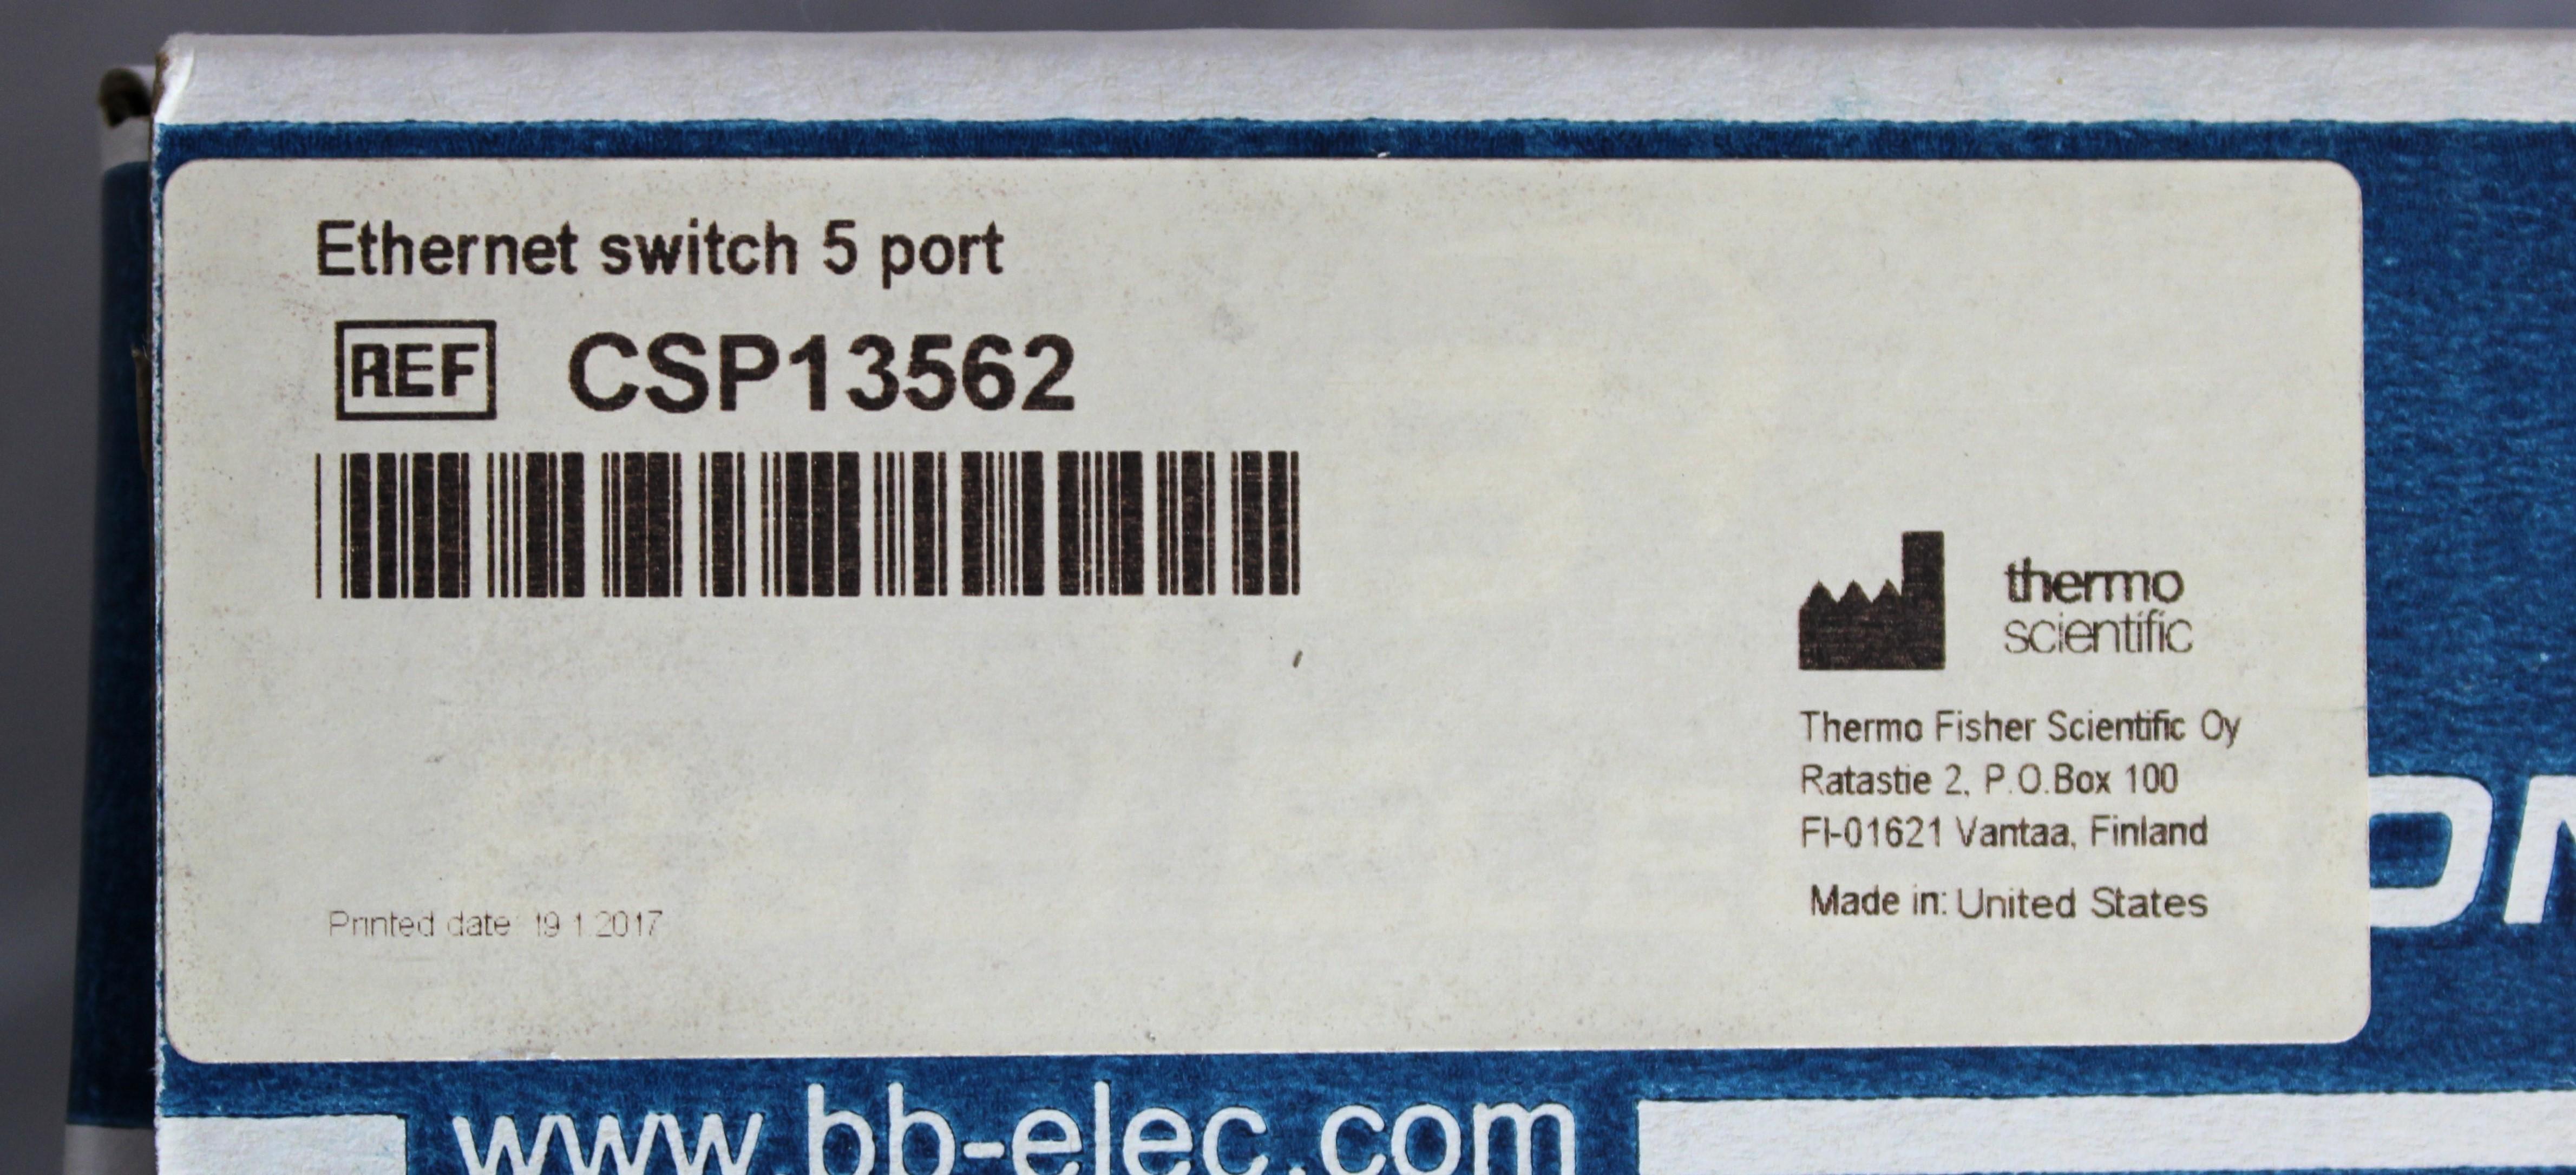 Ethernet switch 5 port
REF CSP13562
thermo
scientific
Thermo Fisher Scientific Oy
Ratastie 2, P.O.Box 100
FI-01621 Vantaa, Finland
Made in: United States
Printed date: 19.1.2017
www.bb-elec.com